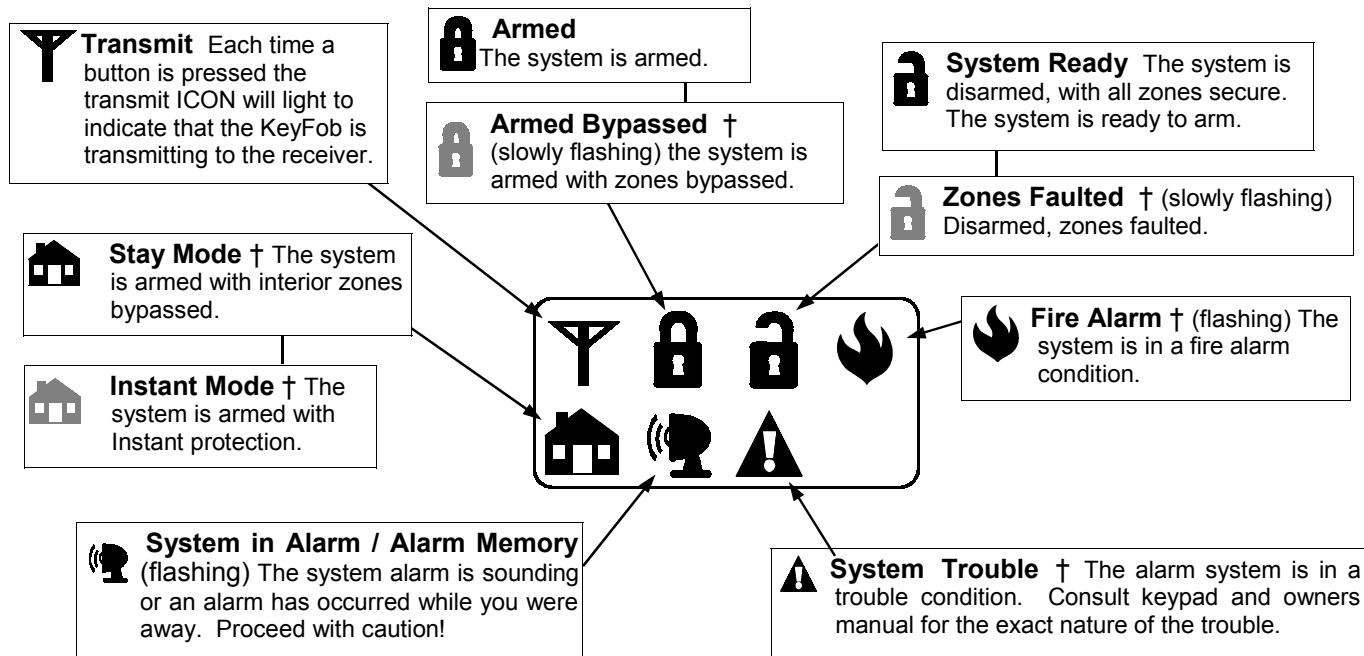 Transmit Each time a
button is pressed the
transmit ICON will light to
indicate that the KeyFob is
transmitting to the receiver.
Armed
The system is armed.
Armed Bypassed †
(slowly flashing) the system is
armed with zones bypassed.
System Ready The system is
disarmed, with all zones secure.
The system is ready to arm.
Zones Faulted † (slowly flashing)
Disarmed, zones faulted.
Stay Mode † The system
is armed with interior zones
bypassed.
Instant Mode † The
system is armed with
Instant protection.
Fire Alarm † (flashing) The
system is in a fire alarm
condition.
System in Alarm / Alarm Memory
(flashing) The system alarm is sounding
or an alarm has occurred while you were
away. Proceed with caution!
System Trouble † The alarm system is in a
trouble condition. Consult keypad and owners
manual for the exact nature of the trouble.